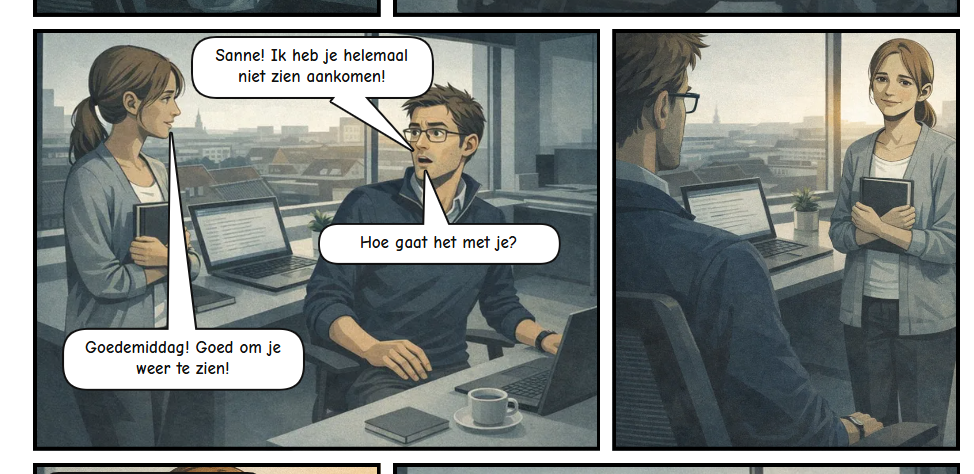 Sanne! Ik heb je helemaal
niet zien aankomen!
Hoe gaat het met je?
Goedemiddag! Goed om je
weer te zien!